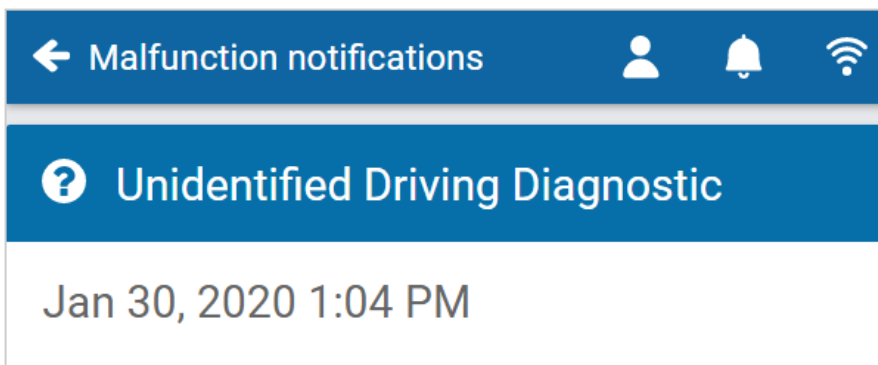 Malfunction notifications
Unidentified Driving Diagnostic
Jan 30, 2020 1:04 PM